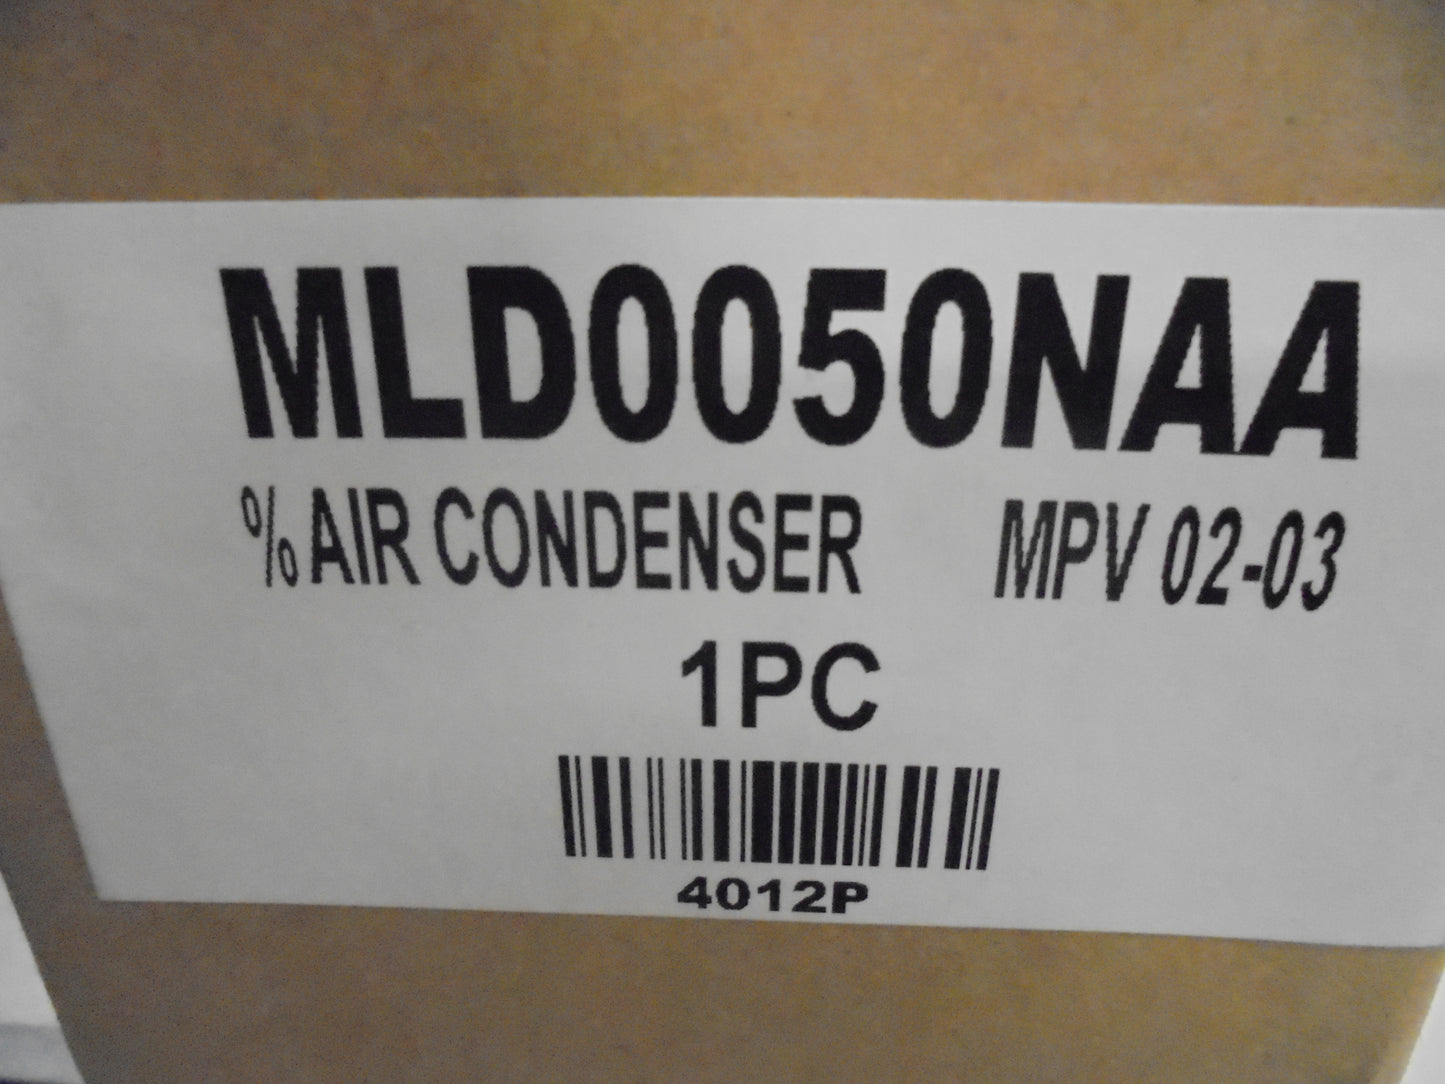 MLD0050NAA
% AIR CONDENSER MPV 02-03
1PC
4012P